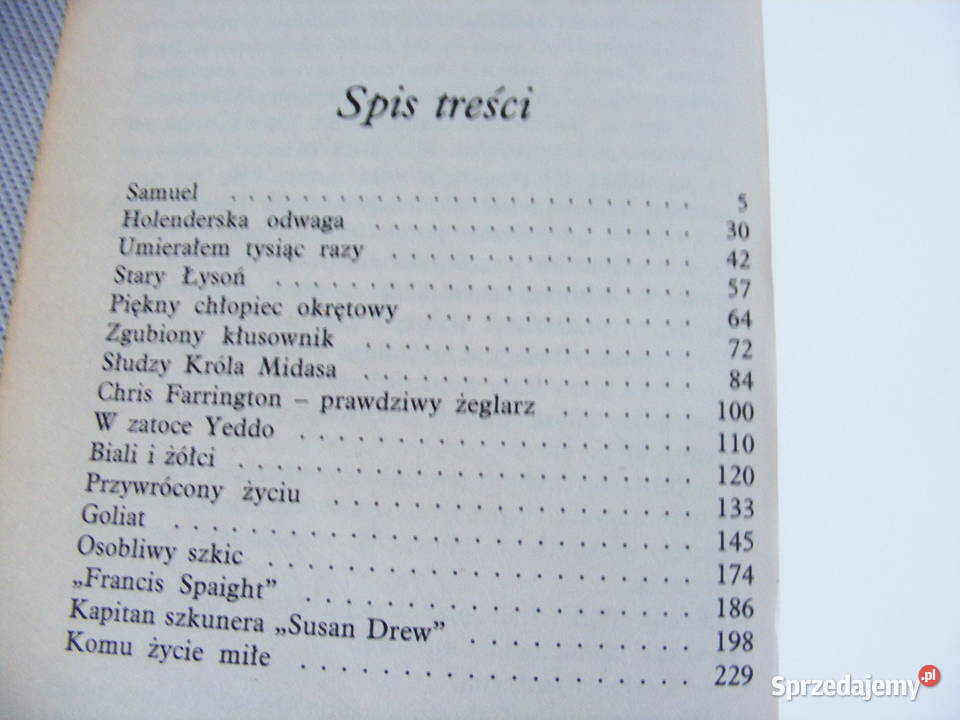 Spis treści
Samuel . . . . . . . . . . . . . . . . . . . . . . . . . . 5
Holenderska odwaga . . . . . . . . . . . . . . . . . . 30
Umierałem tysiąc razy . . . . . . . . . . . . . . . . . 42
Stary Łysoń . . . . . . . . . . . . . . . . . . . . . . . 57
Piękny chłopiec okrętowy . . . . . . . . . . . . . . . 64
Zgubiony kłusownik . . . . . . . . . . . . . . . . . . 72
Słudzy Króla Midasa . . . . . . . . . . . . . . . . . . 84
Chris Farrington – prawdziwy żeglarz . . . . . . . 100
W zatoce Yeddo . . . . . . . . . . . . . . . . . . . . . 110
Biali i żółci . . . . . . . . . . . . . . . . . . . . . . . . 120
Przywrócony życiu . . . . . . . . . . . . . . . . . . . 133
Goliat . . . . . . . . . . . . . . . . . . . . . . . . . . . 145
Osobliwy szkic . . . . . . . . . . . . . . . . . . . . . . 174
„Francis Spaight” . . . . . . . . . . . . . . . . . . . . 186
Kapitan szkunera „Susan Drew” . . . . . . . . . . . 198
Komu życie miłe . . . . . . . . . . . . . . . . . . . . . 229
Sprzedajemy.pl